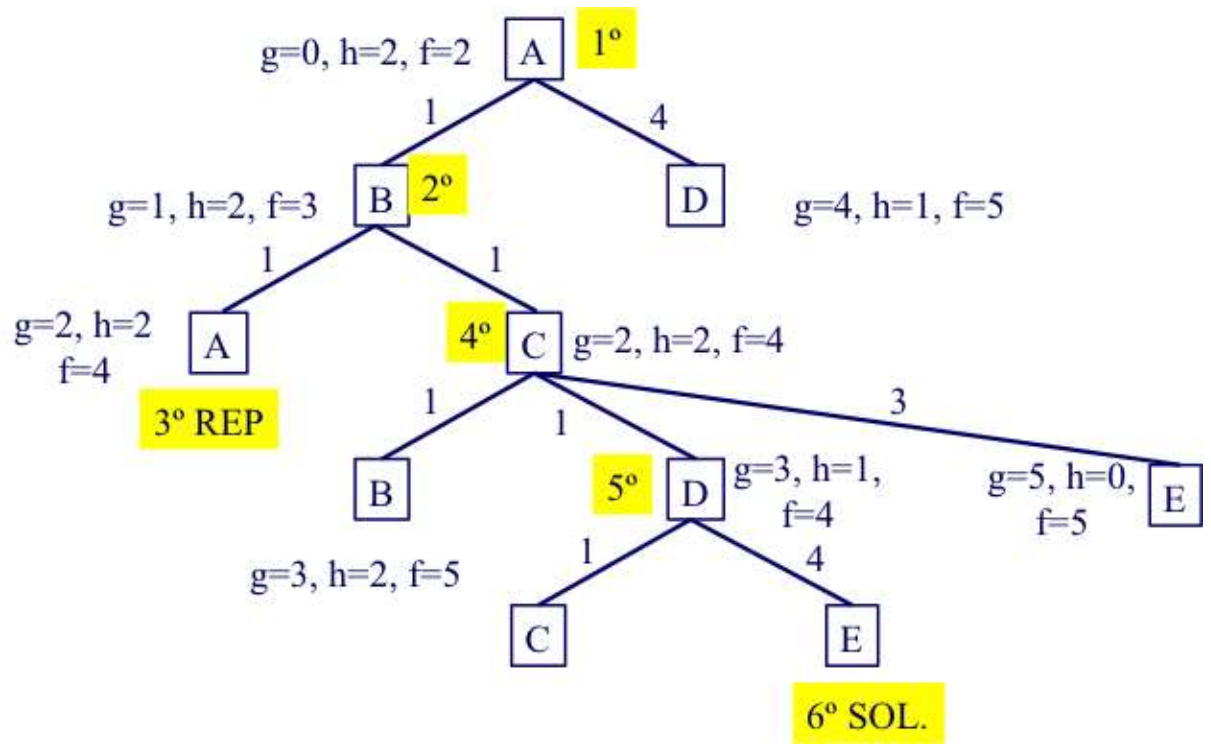 g=0, h=2, f=2
A
1º
1
4
g=1, h=2, f=3
B
2º
D
g=4, h=1, f=5
1
1
g=2, h=2
f=4
A
4º
C
g=2, h=2, f=4
3º REP
1
1
3
B
5º
D
g=3, h=1,
f=4
g=5, h=0,
f=5
E
g=3, h=2, f=5
1
4
C
E
6º SOL.